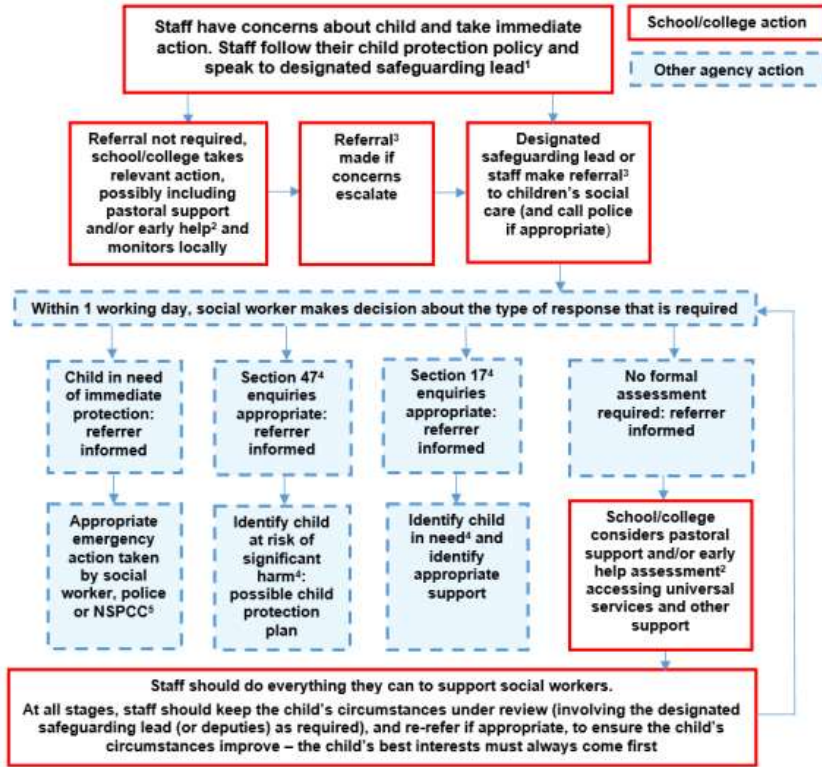 Staff have concerns about child and take immediate
action. Staff follow their child protection policy and
speak to designated safeguarding lead¹
School/college action
Other agency action
Referral not required,
school/college takes
relevant action,
possibly including
pastoral support
and/or early help² and
monitors locally
Referral³
made if
concerns
escalate
Designated
safeguarding lead or
staff make referral³
to children’s social
care (and call police
if appropriate)
Within 1 working day, social worker makes decision about the type of response that is required
Child in need
of immediate
protection:
referrer
informed
Section 47⁴
enquiries
appropriate:
referrer
informed
Section 17⁴
enquiries
appropriate:
referrer
informed
No formal
assessment
required: referrer
informed
Appropriate
emergency
action taken
by social
worker, police
or NSPCC⁵
Identify child
at risk of
significant
harm⁴:
possible child
protection
plan
Identify child
in need⁴ and
identify
appropriate
support
School/college
considers pastoral
support and/or early
help assessment²
accessing universal
services and other
support
Staff should do everything they can to support social workers.
At all stages, staff should keep the child’s circumstances under review (involving the designated
safeguarding lead (or deputies) as required), and re-refer if appropriate, to ensure the child’s
circumstances improve – the child’s best interests must always come first